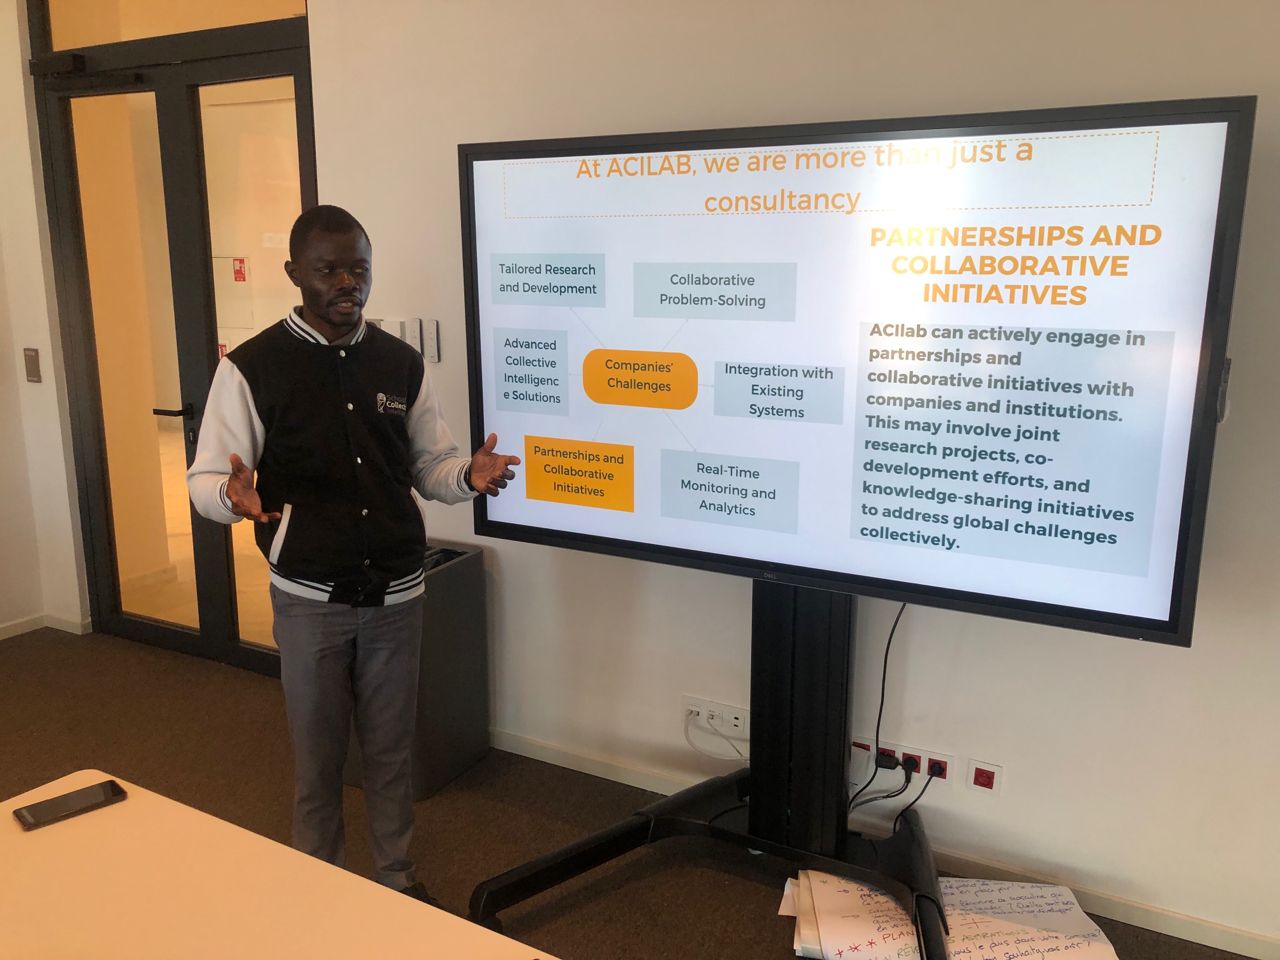 At ACILAB, we are more than just a
consultancy
PARTNERSHIPS AND
COLLABORATIVE
INITIATIVES
Tailored Research
and Development
Collaborative
Problem-Solving
Advanced
Collective
Intelligenc
e Solutions
Companies'
Challenges
Integration with
Existing
Systems
Partnerships and
Collaborative
Initiatives
Real-Time
Monitoring and
Analytics
ACIlab can actively engage in
partnerships and
collaborative initiatives with
companies and institutions.
This may involve joint
research projects, co-
development efforts, and
knowledge-sharing initiatives
to address global challenges
collectively.
DELL
School
Collect